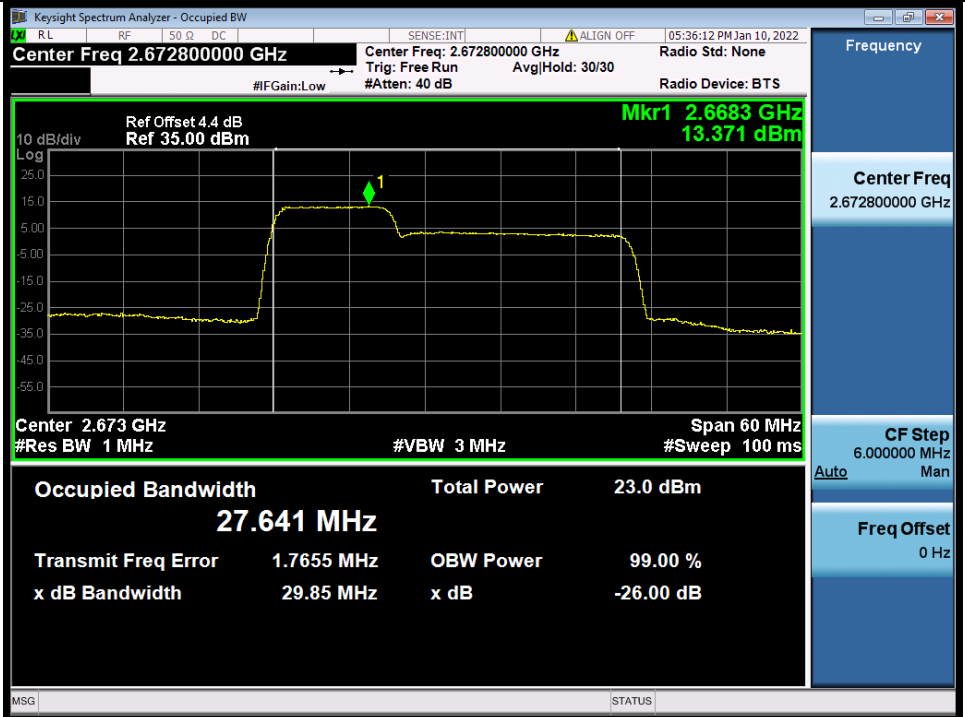 Keysight Spectrum Analyzer - Occupied BW
LXI RL RF 50 Ω DC SENSE:INT ALIGN OFF 05:36:12 PM Jan 10, 2022
Center Freq 2.672800000 GHz
Center Freq: 2.672800000 GHz
Radio Std: None
Trig: Free Run Avg|Hold: 30/30
#IFGain:Low #Atten: 40 dB
Radio Device: BTS
Frequency
Ref Offset 4.4 dB
10 dB/div Ref 35.00 dBm
Mkr1 2.6683 GHz
13.371 dBm
Log
25.0
15.0
5.00
-5.00
-15.0
-25.0
-35.0
-45.0
-55.0
1
Center 2.673 GHz Span 60 MHz
#Res BW 1 MHz #VBW 3 MHz #Sweep 100 ms
Center Freq
2.672800000 GHz
CF Step
6.000000 MHz
Auto Man
Freq Offset
0 Hz
Occupied Bandwidth Total Power 23.0 dBm
27.641 MHz
Transmit Freq Error 1.7655 MHz OBW Power 99.00 %
x dB Bandwidth 29.85 MHz x dB -26.00 dB
MSG STATUS